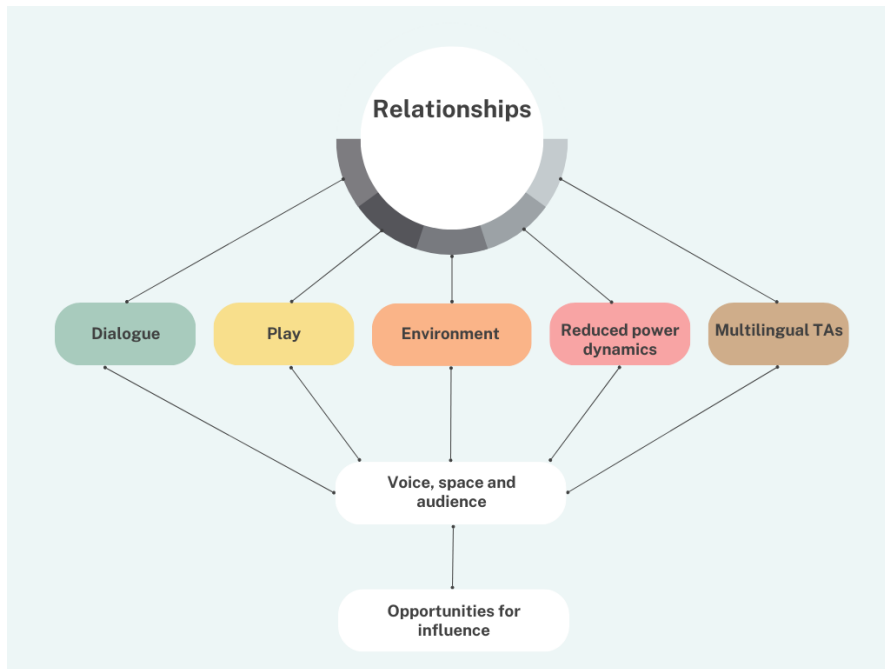 Relationships
Dialogue
Play
Environment
Reduced power
dynamics
Multilingual TAs
Voice, space and
audience
Opportunities for
influence